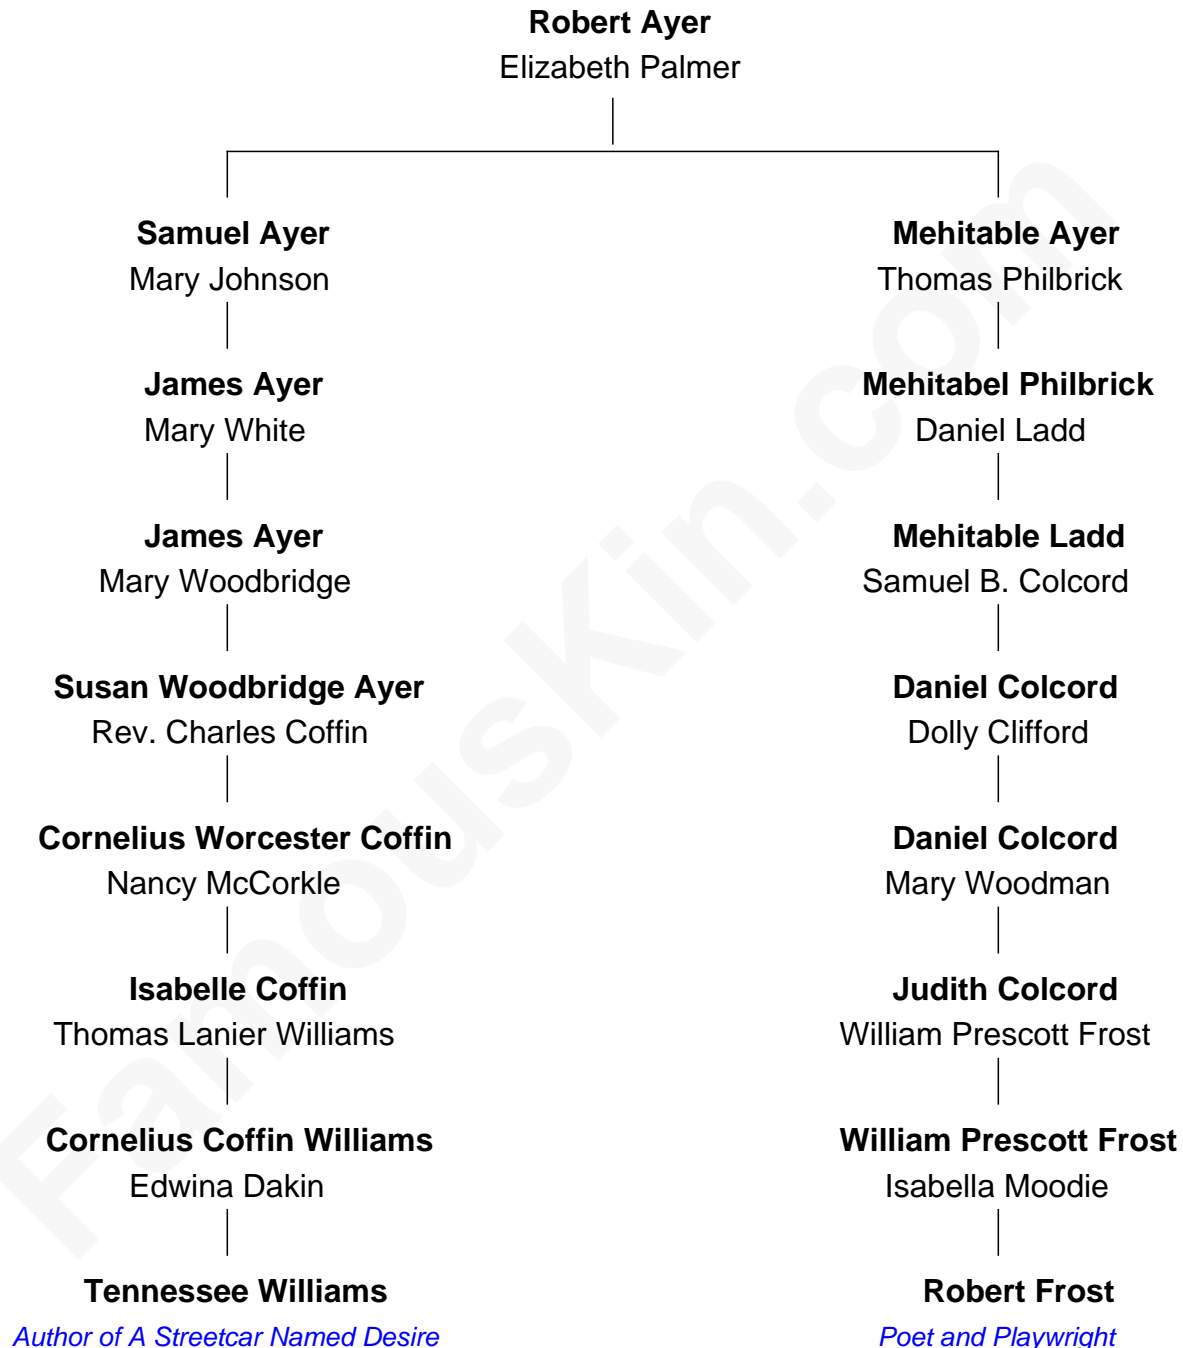 Robert Ayer
Elizabeth Palmer
Samuel Ayer
Mary Johnson
Mehitable Ayer
Thomas Philbrick
James Ayer
Mary White
Mehitabel Philbrick
Daniel Ladd
James Ayer
Mary Woodbridge
Mehitable Ladd
Samuel B. Colcord
Susan Woodbridge Ayer
Rev. Charles Coffin
Daniel Colcord
Dolly Clifford
Cornelius Worcester Coffin
Nancy McCorkle
Daniel Colcord
Mary Woodman
Isabelle Coffin
Thomas Lanier Williams
Judith Colcord
William Prescott Frost
Cornelius Coffin Williams
Edwina Dakin
William Prescott Frost
Isabella Moodie
Tennessee Williams
Author of A Streetcar Named Desire
Robert Frost
Poet and Playwright
FamousKin.com